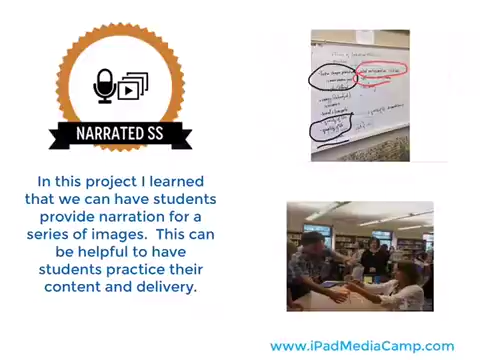 NARRATED SS
In this project I learned
that we can have students
provide narration for a
series of images.  This can
be helpful to have
students practice their
content and delivery.
www.iPadMediaCamp.com